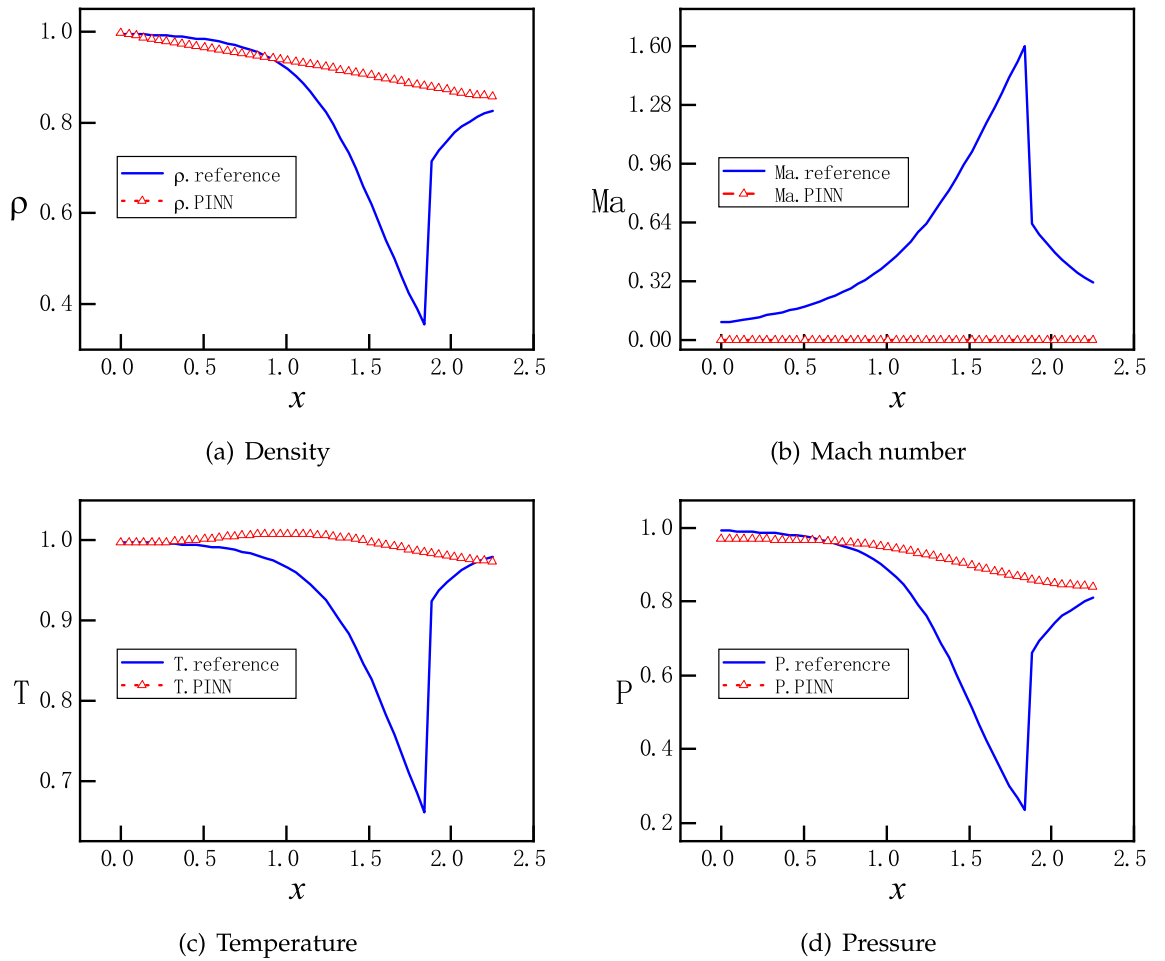 1.0
0.8
0.6
0.4
ρ
ρ.reference
ρ.PINN
0.0 0.5 1.0 1.5 2.0 2.5
x
(a) Density
1.60
1.28
0.96
0.64
0.32
0.00
Ma
Ma.reference
Ma.PINN
0.0 0.5 1.0 1.5 2.0 2.5
x
(b) Mach number
1.0
0.9
0.8
0.7
T
T.reference
T.PINN
0.0 0.5 1.0 1.5 2.0 2.5
x
(c) Temperature
1.0
0.8
0.6
0.4
0.2
P
P.referencre
P.PINN
0.0 0.5 1.0 1.5 2.0 2.5
x
(d) Pressure